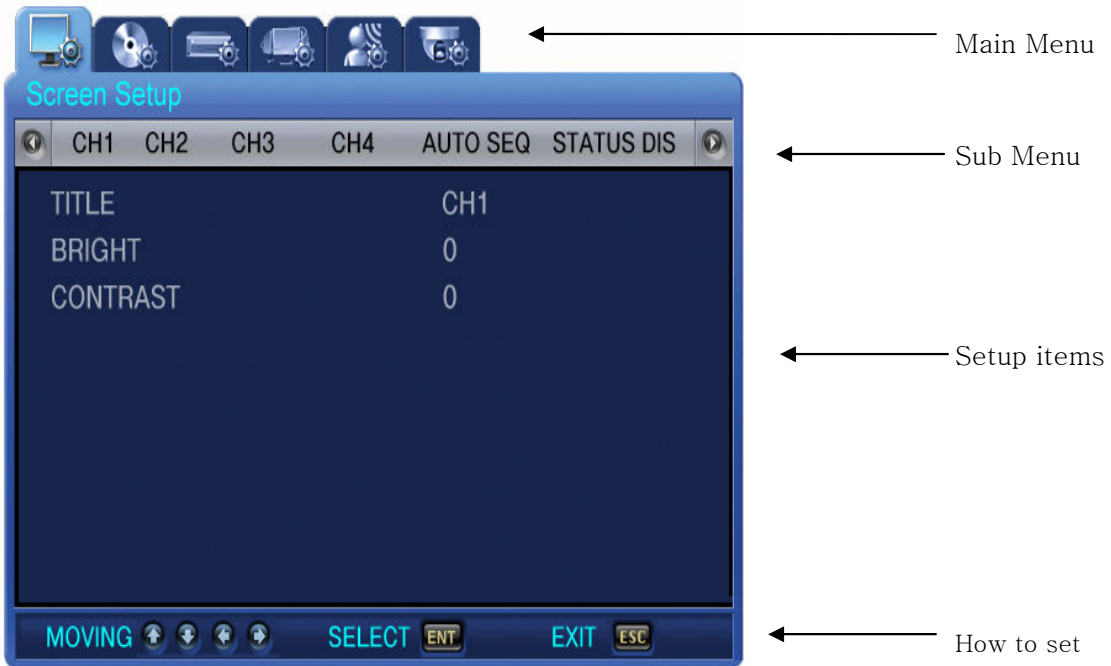 Main Menu
Screen Setup
CH1 CH2 CH3 CH4 AUTO SEQ STATUS DIS
Sub Menu
TITLE CH1
BRIGHT 0
CONTRAST 0
Setup items
MOVING SELECT ENT EXIT ESC
How to set